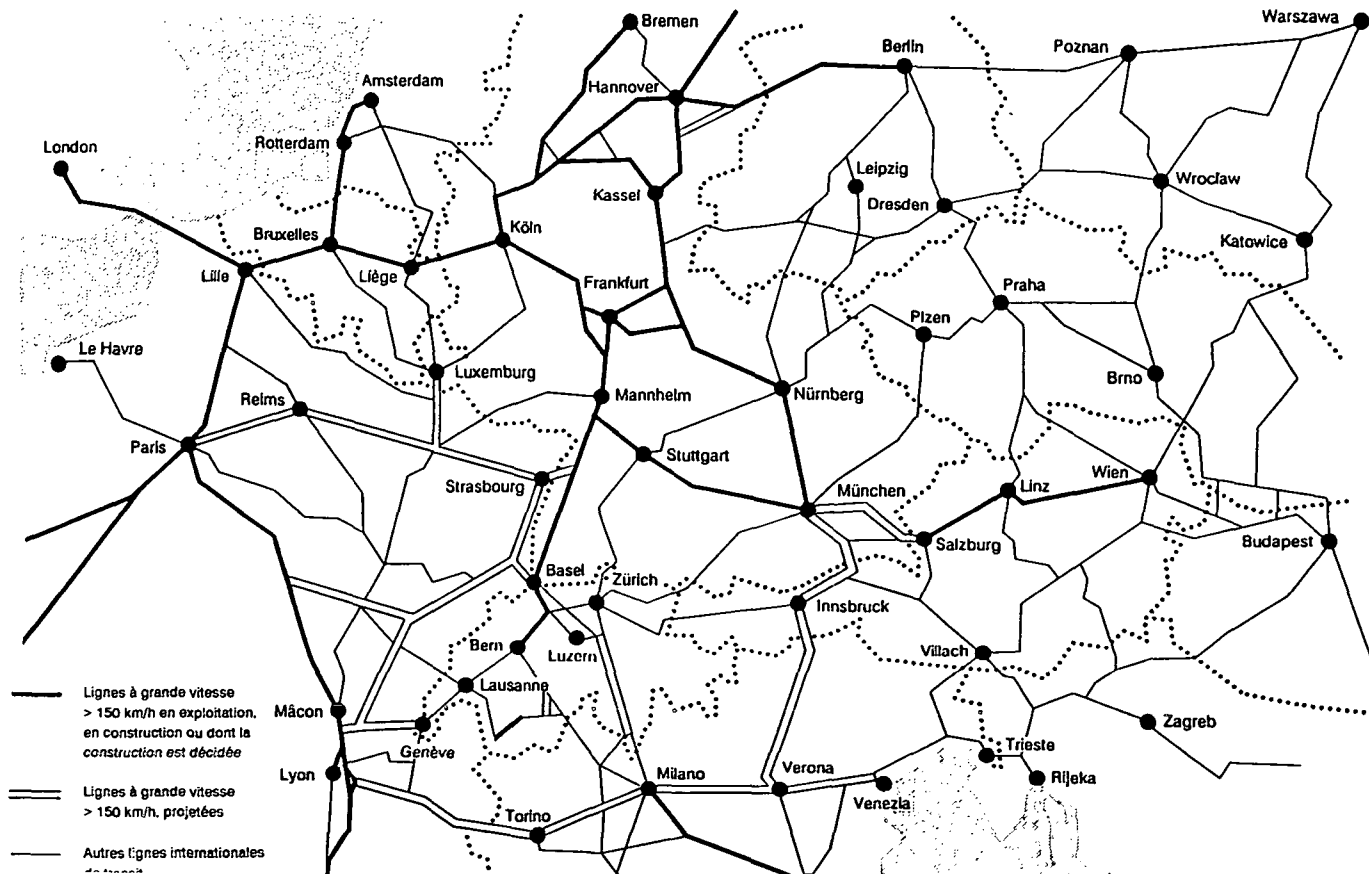 Bremen
Warszawa
Berlin
Poznan
Amsterdam
Hannover
Rotterdam
London
Leipzig
Wroclaw
Kassel
Dresden
Bruxelles
Köln
Katowice
Lille
Liège
Frankfurt
Praha
Plzen
Le Havre
Luxemburg
Brno
Reims
Mannheim
Nürnberg
Paris
Stuttgart
Strasbourg
München
Linz
Wien
Salzburg
Budapest
Basel
Zürich
Innsbruck
Bern
Luzern
Villach
Lausanne
Lignes à grande vitesse
> 150 km/h en exploitation,
en construction ou dont la
construction est décidée
Mâcon
Genève
Zagreb
Trieste
Lyon
Milano
Verona
Rijeka
Venezia
Lignes à grande vitesse
> 150 km/h, projetées
Torino
Autres lignes internationales
de transit